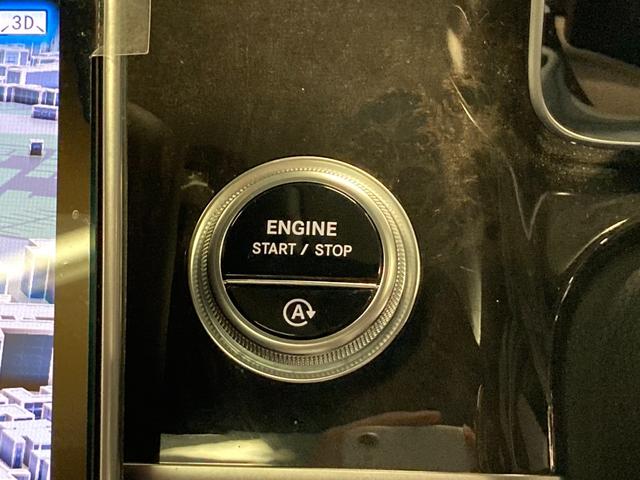 3D
ENGINE
START / STOP
A